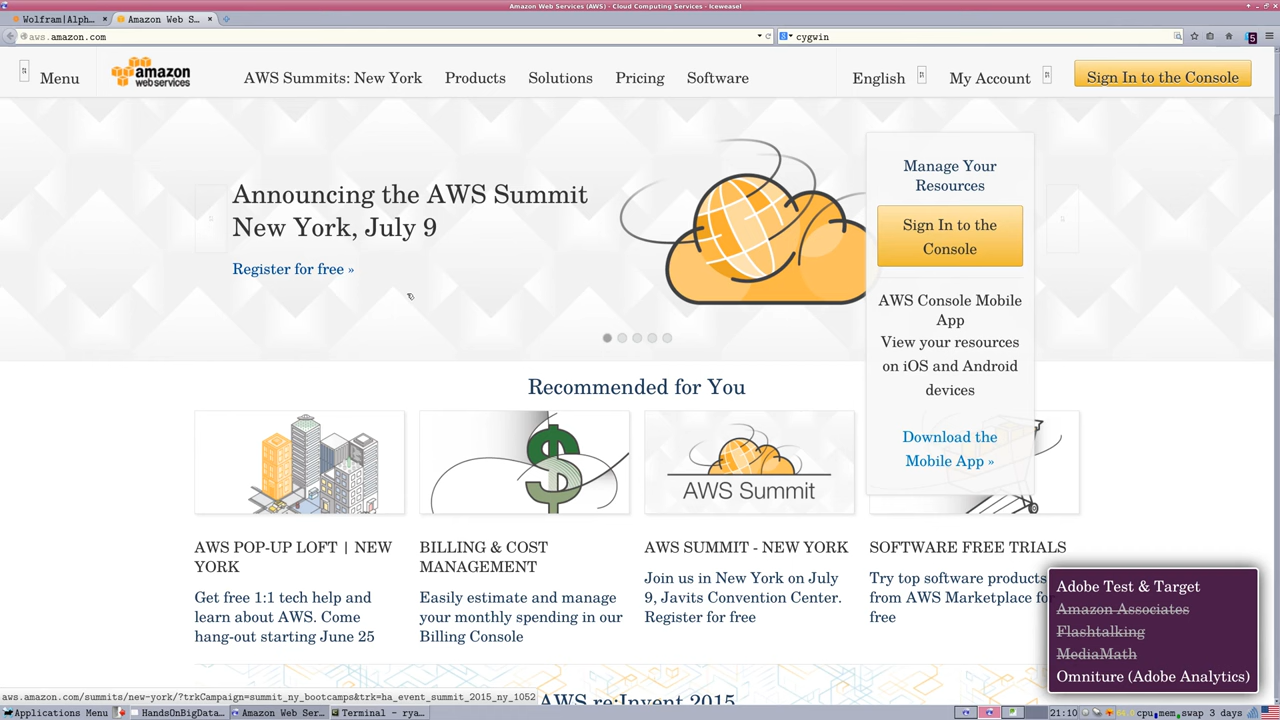 Amazon Web Services (AWS) - Cloud Computing Services - Iceweasel
Wolfram|Alph...
Amazon Web S...
aws.amazon.com
cygwin
5
Menu
amazon
web services
AWS Summits: New York
Products
Solutions
Pricing
Software
English
My Account
Sign In to the Console
Announcing the AWS Summit
New York, July 9
Register for free »
Manage Your
Resources
Sign In to the
Console
AWS Console Mobile
App
View your resources
on iOS and Android
devices
Download the
Mobile App »
Recommended for You
AWS Summit
AWS POP-UP LOFT | NEW
YORK
Get free 1:1 tech help and
learn about AWS. Come
hang-out starting June 25
BILLING & COST
MANAGEMENT
Easily estimate and manage
your monthly spending in our
Billing Console
AWS SUMMIT - NEW YORK
Join us in New York on July
9, Javits Convention Center.
Register for free
SOFTWARE FREE TRIALS
Try top software products
from AWS Marketplace for
free
Adobe Test & Target
Amazon Associates
Flashtalking
MediaMath
Omniture (Adobe Analytics)
AWS re:Invent 2015
aws.amazon.com/summits/new-york/?trkCampaign=summit_ny_bootcamps&trk=ha_event_summit_2015_ny_1052
Applications Menu
HandsOnBigData...
Amazon Web Ser...
Terminal - rya...
21:10
cpu mem swap 3 days